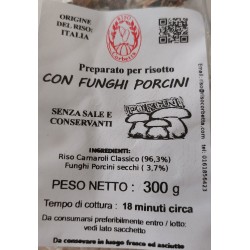 ORIGINE
DEL RISO:
ITALIA
Preparato per risotto
CON FUNGHI PORCINI
SENZA SALE E
CONSERVANTI
PORCINI
INGREDIENTI:
Riso Carnaroli Classico (96,3%)
Funghi Porcini secchi ( 3,7%)
PESO NETTO : 300 g
Tempo di cottura : 18 minuti circa
Da consumarsi preferibilmente entro / lotto:
vedi lato sacchetto
Da conservare in luogo fresco ed asciutto